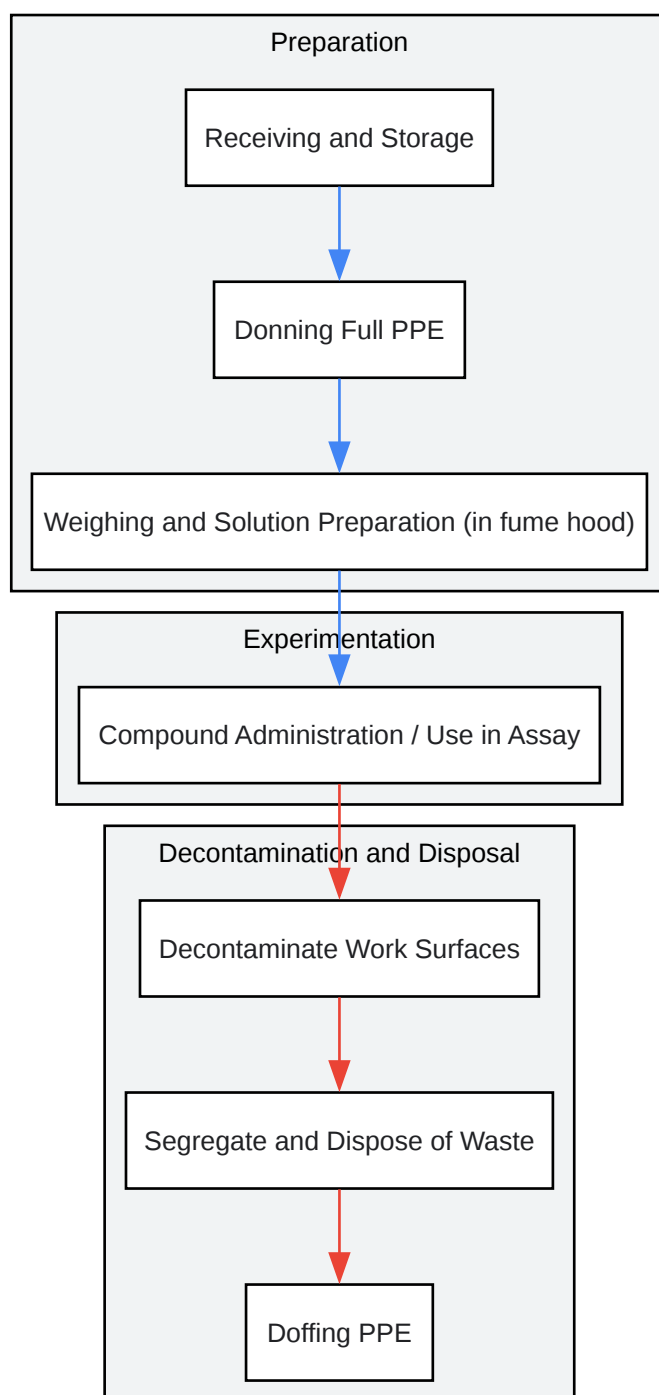 Preparation
Receiving and Storage
Donning Full PPE
Weighing and Solution Preparation (in fume hood)
Experimentation
Compound Administration / Use in Assay
Decontamination and Disposal
Decontaminate Work Surfaces
Segregate and Dispose of Waste
Doffing PPE